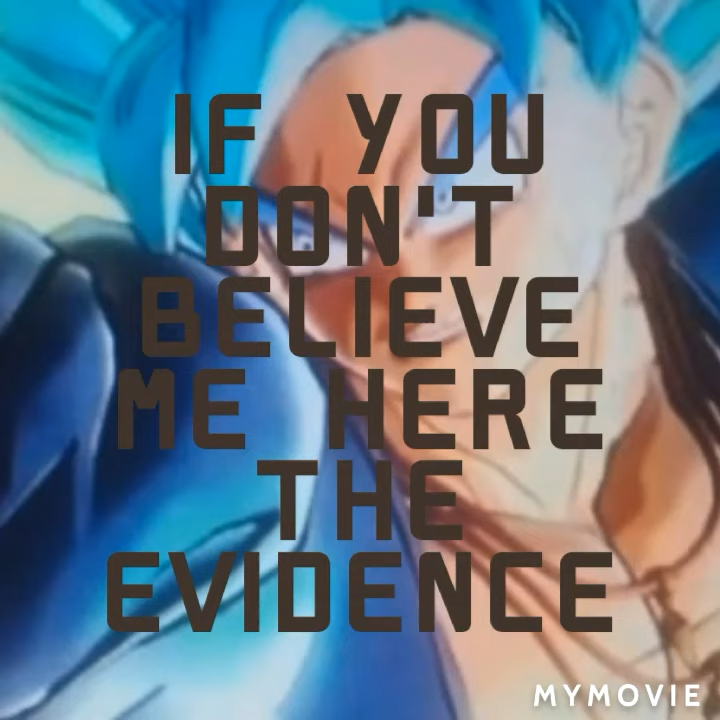 IF YOU
DON'T
BELIEVE
ME HERE
THE
EVIDENCE
MYMOVIE